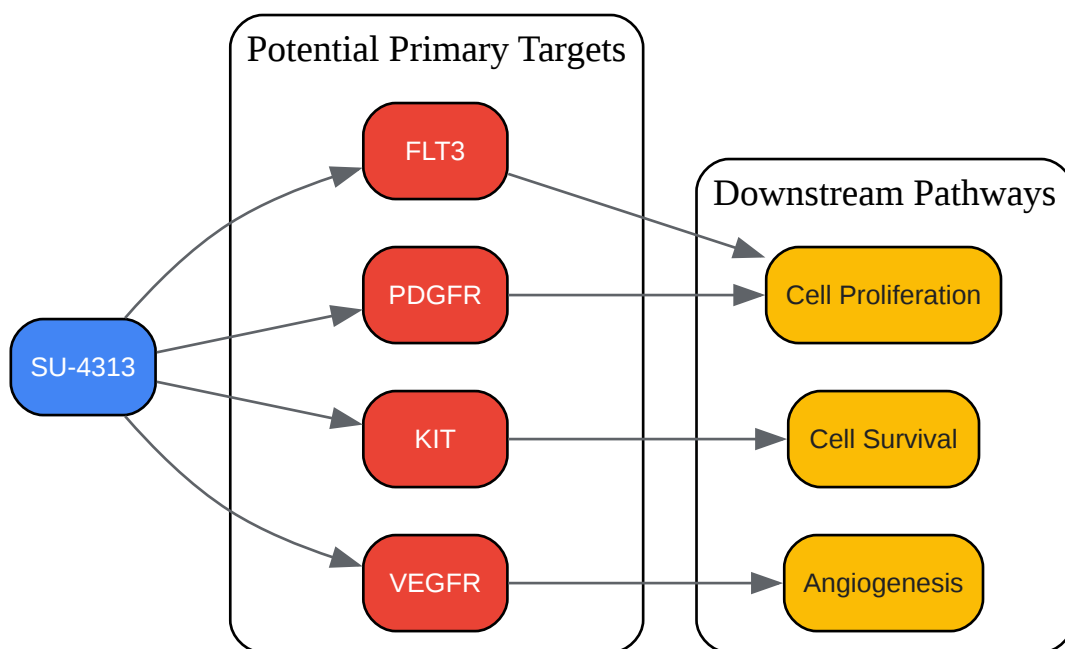 Potential Primary Targets
FLT3
Downstream Pathways
PDGFR
Cell Proliferation
SU-4313
KIT
Cell Survival
VEGFR
Angiogenesis